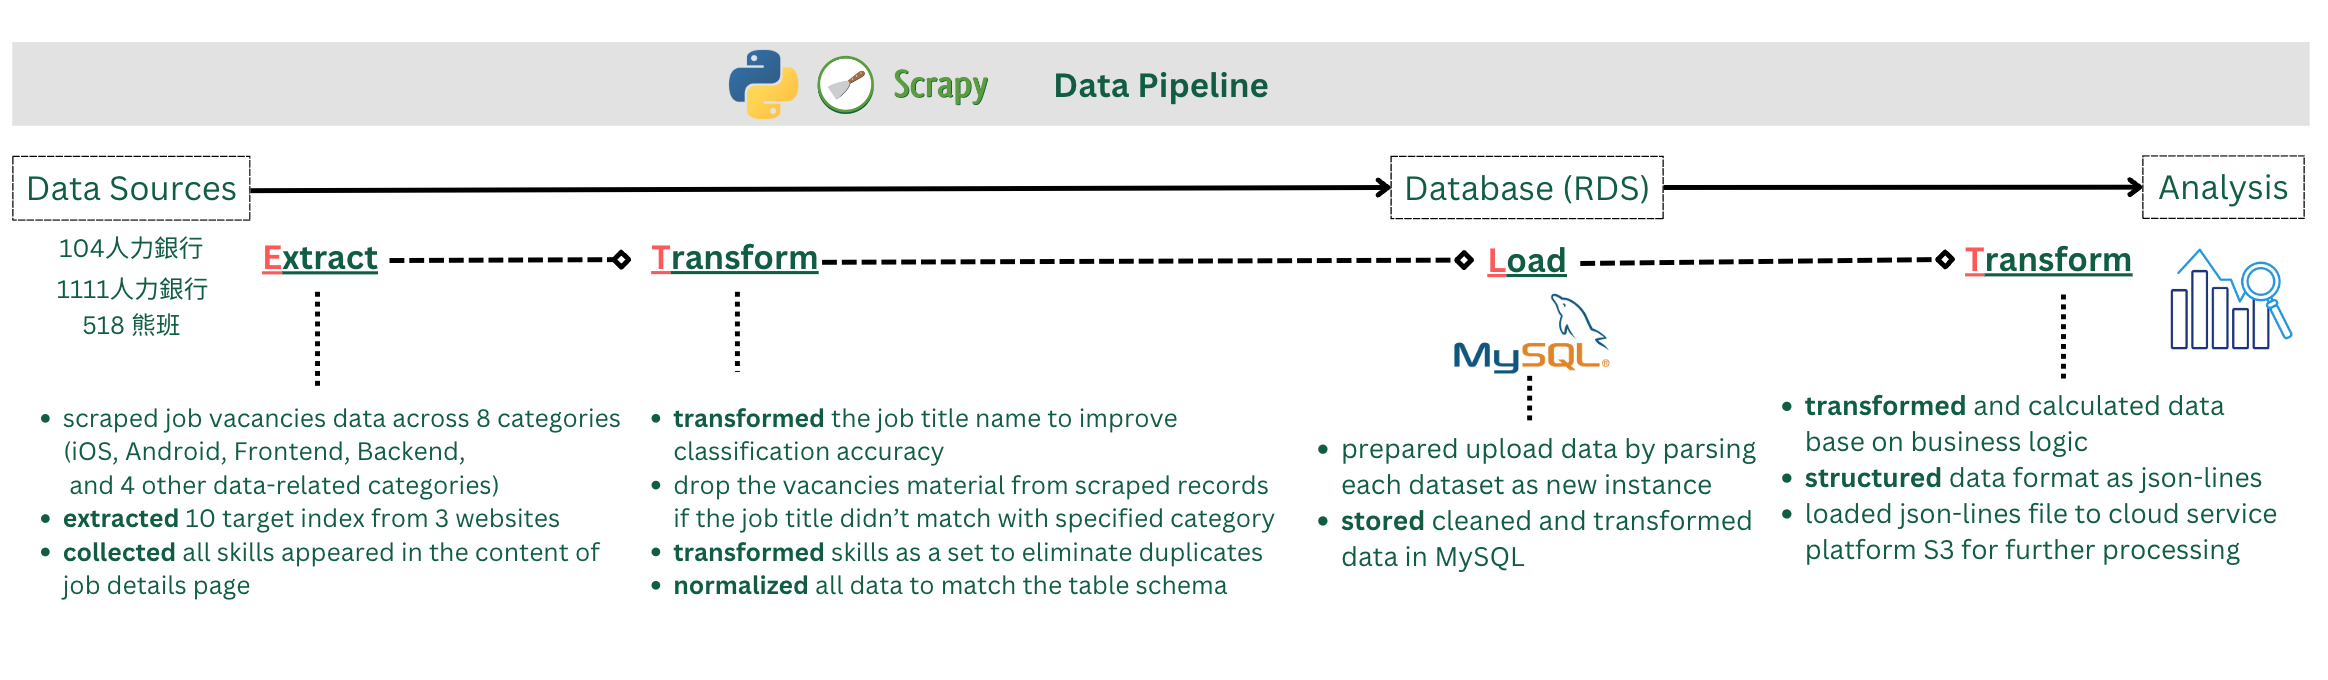 Scrapy
Data Pipeline
Data Sources
Database (RDS)
Analysis
104人力銀行
1111人力銀行
518 熊班
Extract
Transform
Load
Transform
MySQL®
• scraped job vacancies data across 8 categories
(iOS, Android, Frontend, Backend,
and 4 other data-related categories)
• extracted 10 target index from 3 websites
• collected all skills appeared in the content of
job details page
• transformed the job title name to improve
classification accuracy
• drop the vacancies material from scraped records
if the job title didn’t match with specified category
• transformed skills as a set to eliminate duplicates
• normalized all data to match the table schema
• prepared upload data by parsing
each dataset as new instance
• stored cleaned and transformed
data in MySQL
• transformed and calculated data
base on business logic
• structured data format as json-lines
• loaded json-lines file to cloud service
platform S3 for further processing